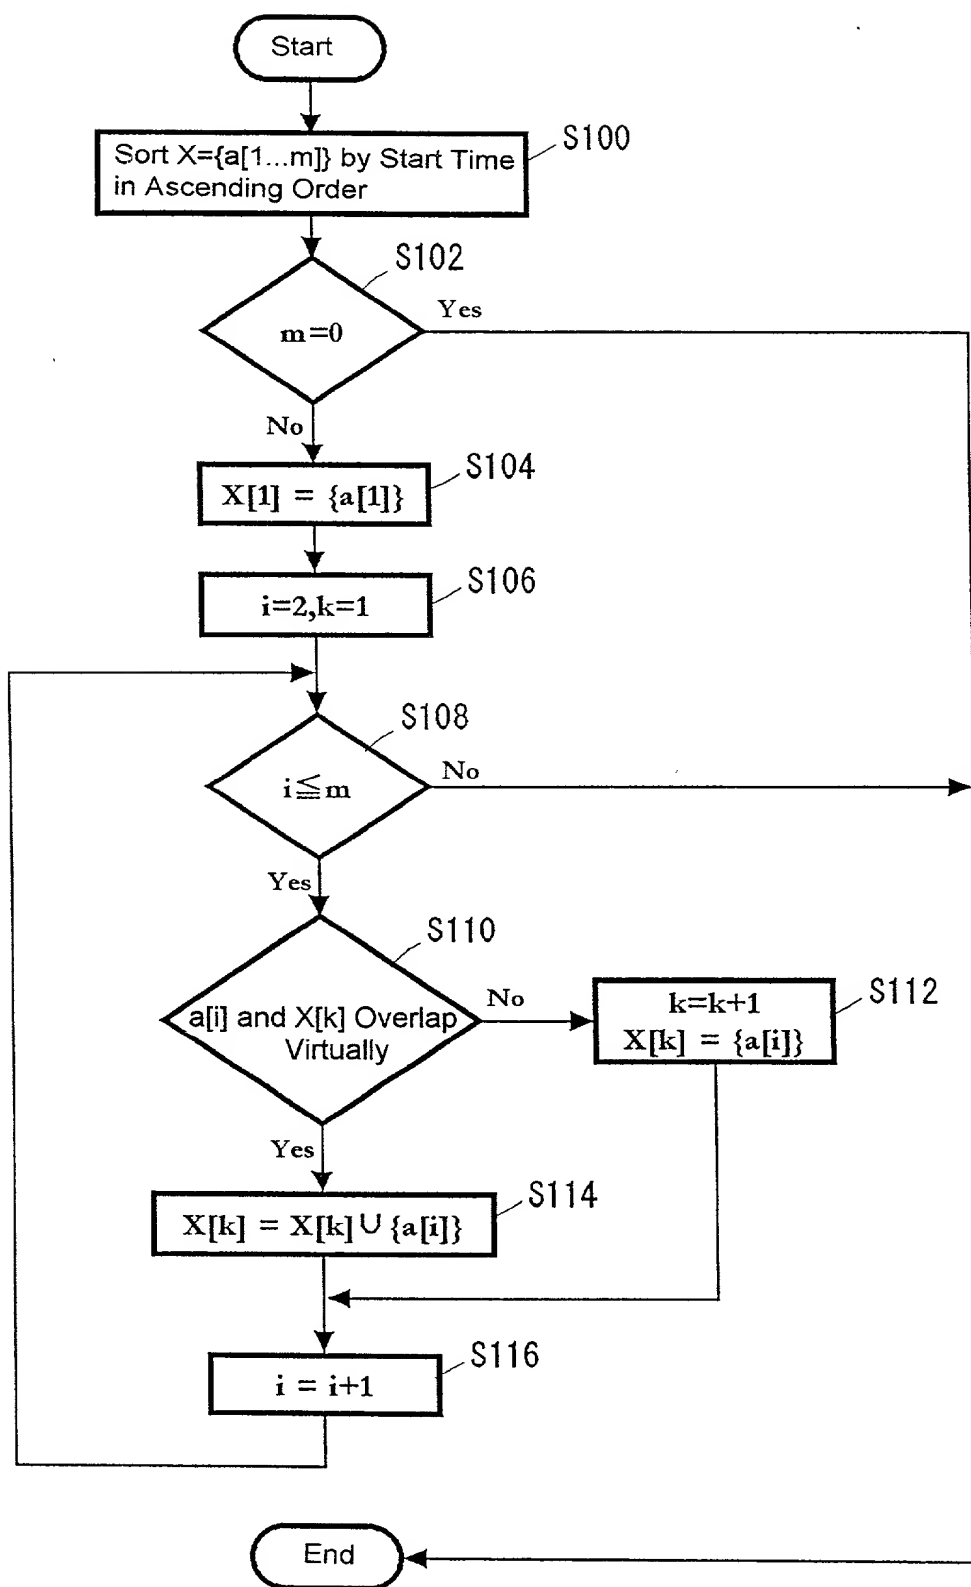 Start
S100
Sort X={a[1...m]} by Start Time
in Ascending Order
S102
Yes
m=0
No
S104
X[1] = {a[1]}
S106
i=2,k=1
S108
No
i≦m
Yes
S110
a[i] and X[k] Overlap
Virtually
No
S112
k=k+1
X[k] = {a[i]}
Yes
S114
X[k] = X[k]∪{a[i]}
S116
i = i+1
End